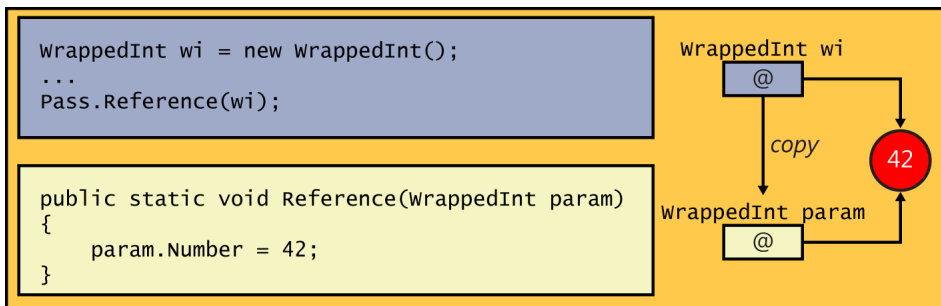 WrappedInt wi = new WrappedInt();
...
Pass.Reference(wi);
public static void Reference(WrappedInt param)
{
    param.Number = 42;
}
WrappedInt wi
@
copy
42
WrappedInt param
@